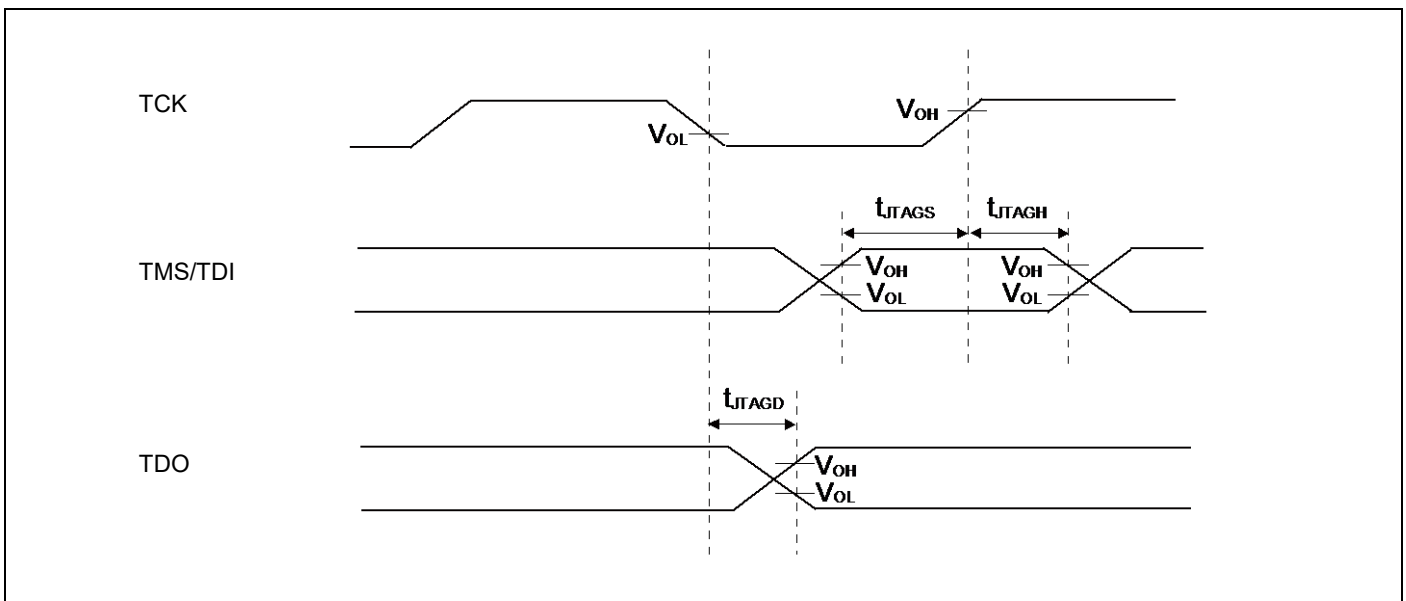 TCK
VOL
VOH
tJTAGS
tJTAGH
TMS/TDI
VOH
VOL
VOH
VOL
tJTAGD
TDO
VOH
VOL